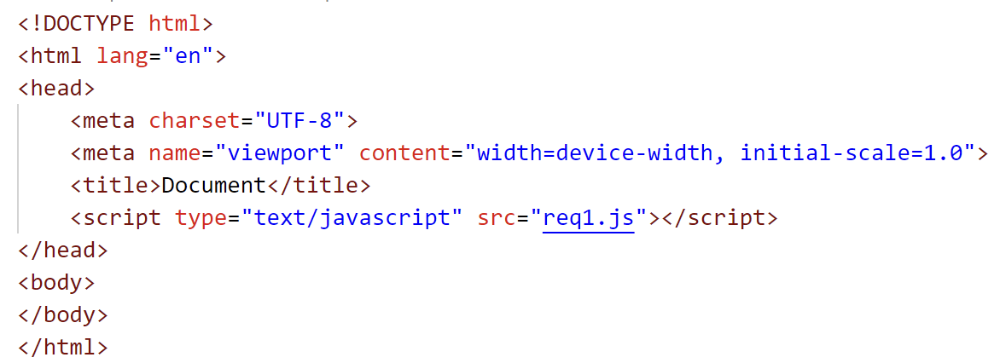 <!DOCTYPE html>
<html lang="en">
<head>
    <meta charset="UTF-8">
    <meta name="viewport" content="width=device-width, initial-scale=1.0">
    <title>Document</title>
    <script type="text/javascript" src="req1.js"></script>
</head>
<body>
</body>
</html>